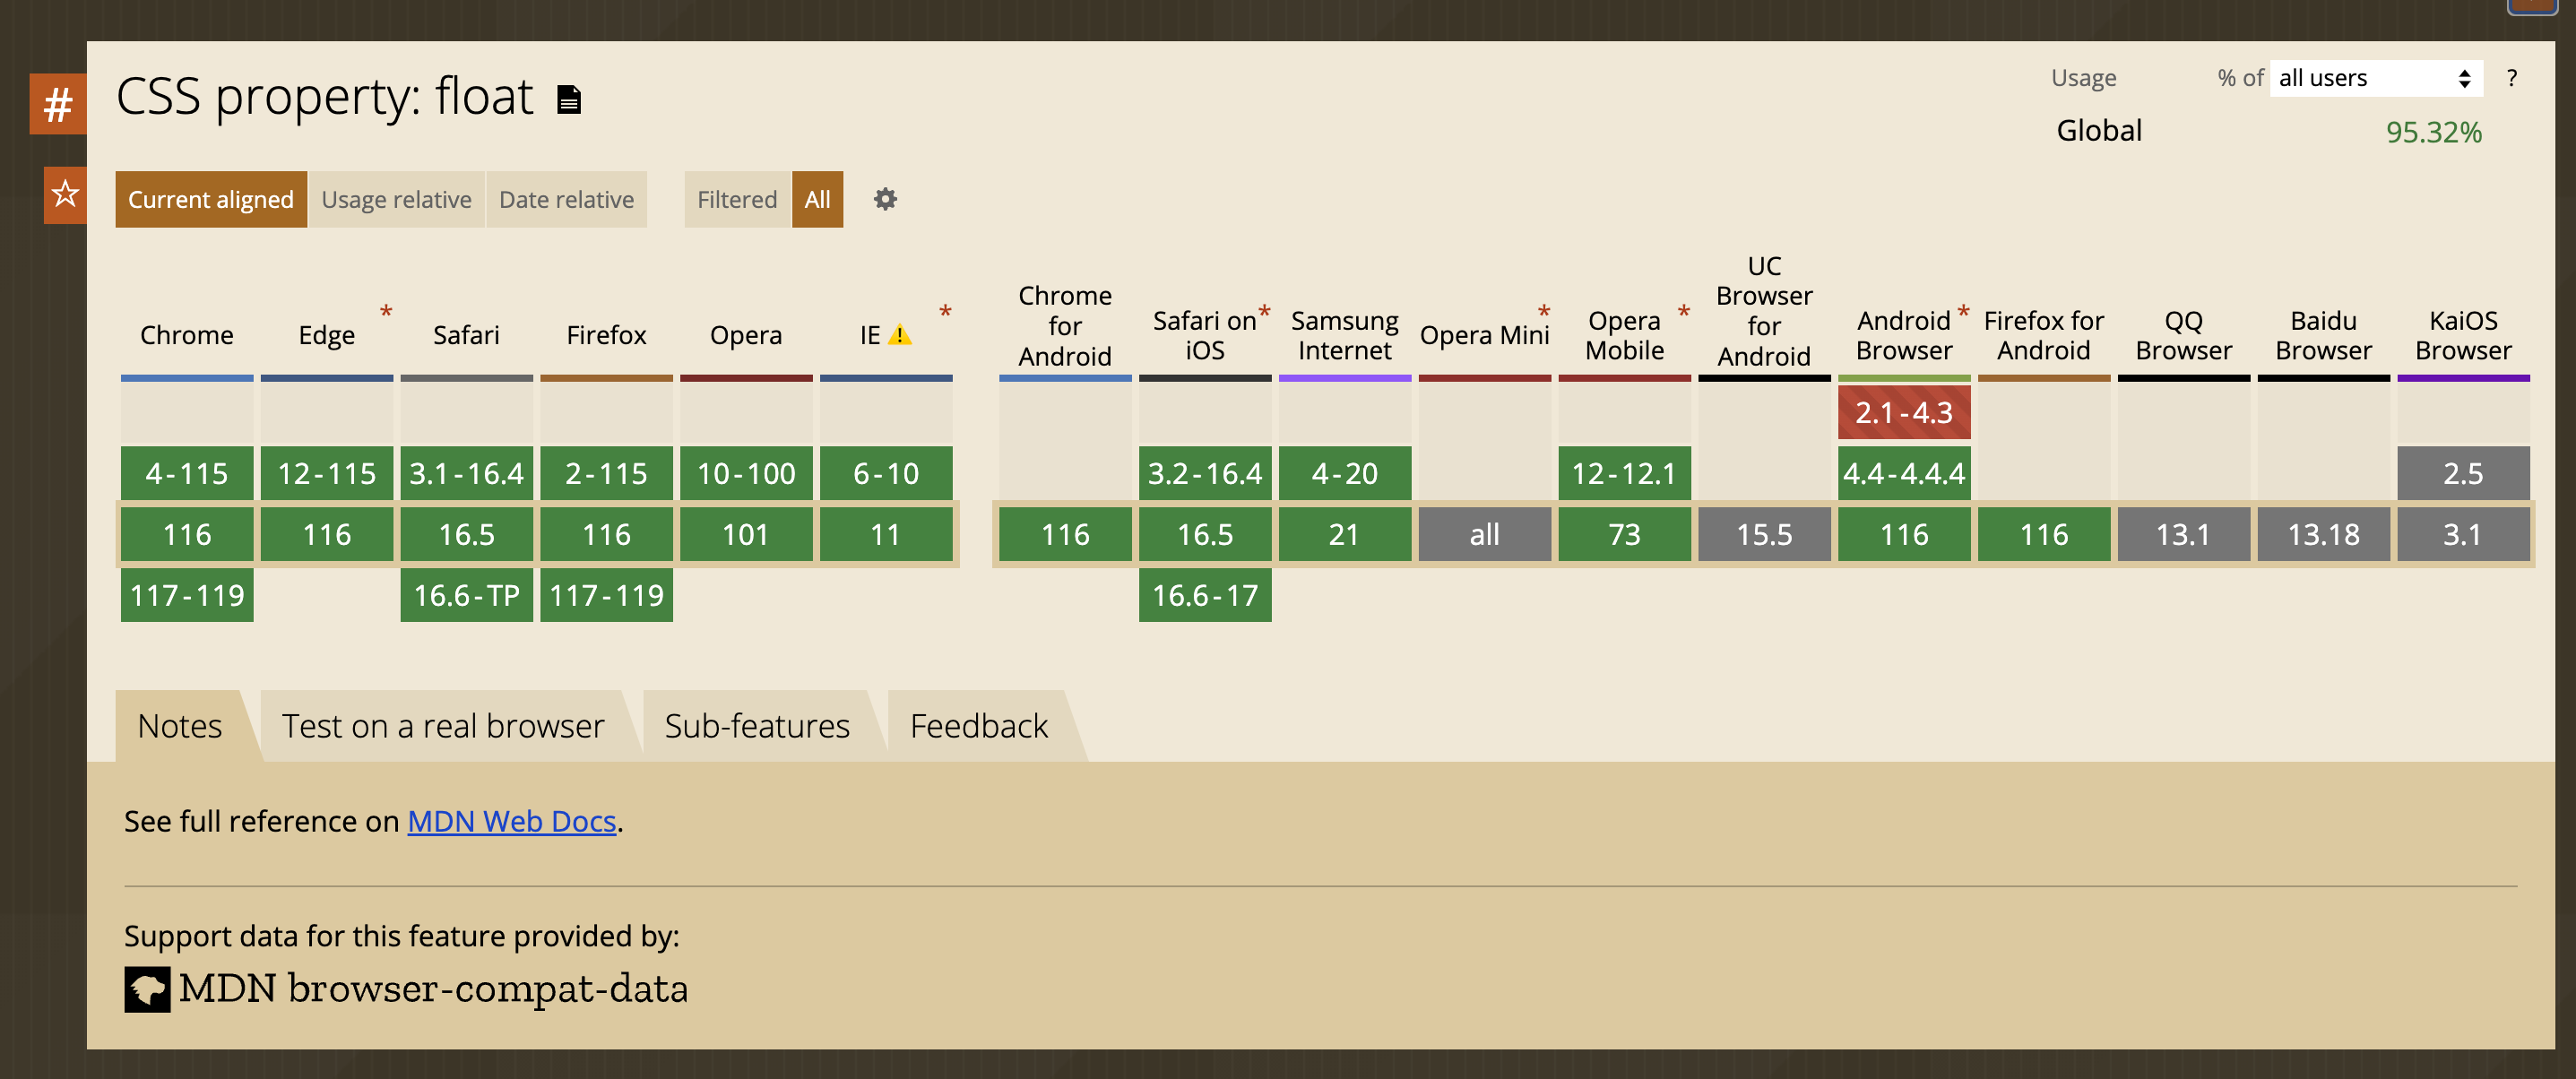 #
CSS property: float
Usage % of all users ?
Global 95.32%
Current aligned Usage relative Date relative Filtered All
Chrome
Edge *
Safari
Firefox
Opera
IE *
Chrome
for
Android
Safari on *
iOS
Samsung
Internet
Opera Mini *
Opera *
Mobile
UC
Browser
for
Android
Android *
Browser
Firefox for
Android
QQ
Browser
Baidu
Browser
KaiOS
Browser
2.1-4.3
4-115 12-115 3.1-16.4 2-115 10-100 6-10 3.2-16.4 4-20 12-12.1 4.4-4.4.4 2.5
116 116 16.5 116 101 11 116 16.5 21 all 73 15.5 116 116 13.1 13.18 3.1
117-119 16.6-TP 117-119 16.6-17
Notes Test on a real browser Sub-features Feedback
See full reference on MDN Web Docs.
Support data for this feature provided by:
MDN browser-compat-data